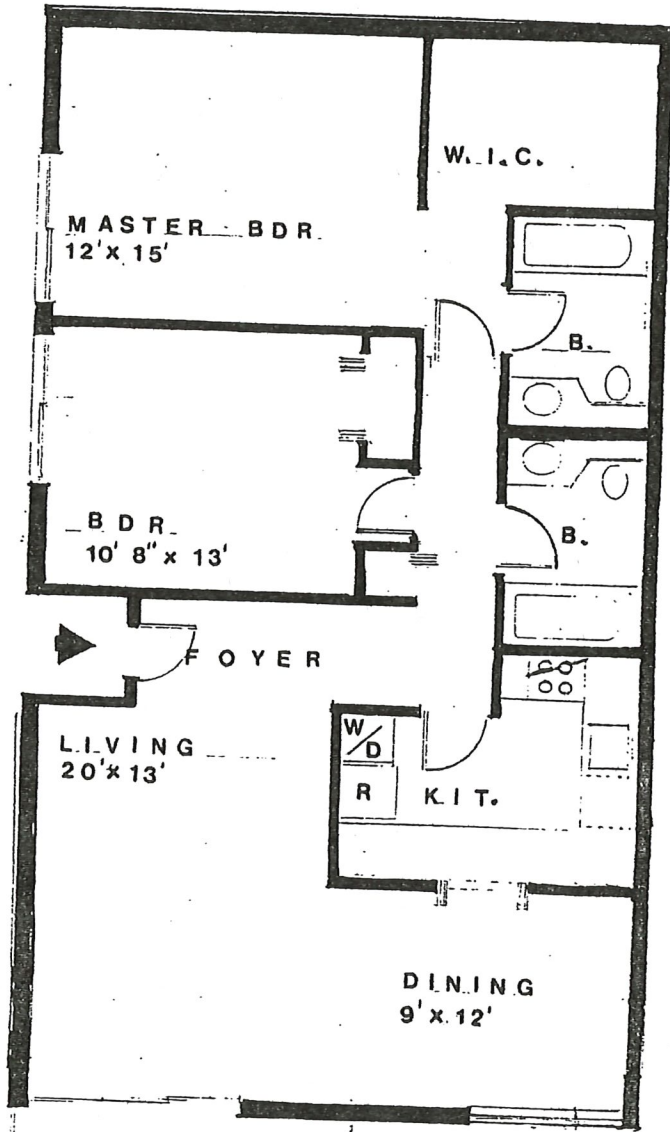 W. I. C.
MASTER BDR
12' x 15'
B.
BDR
10' 8" x 13'
B.
FOYER
LIVING
20' x 13'
W/D
R
KIT.
DINING
9' x 12'